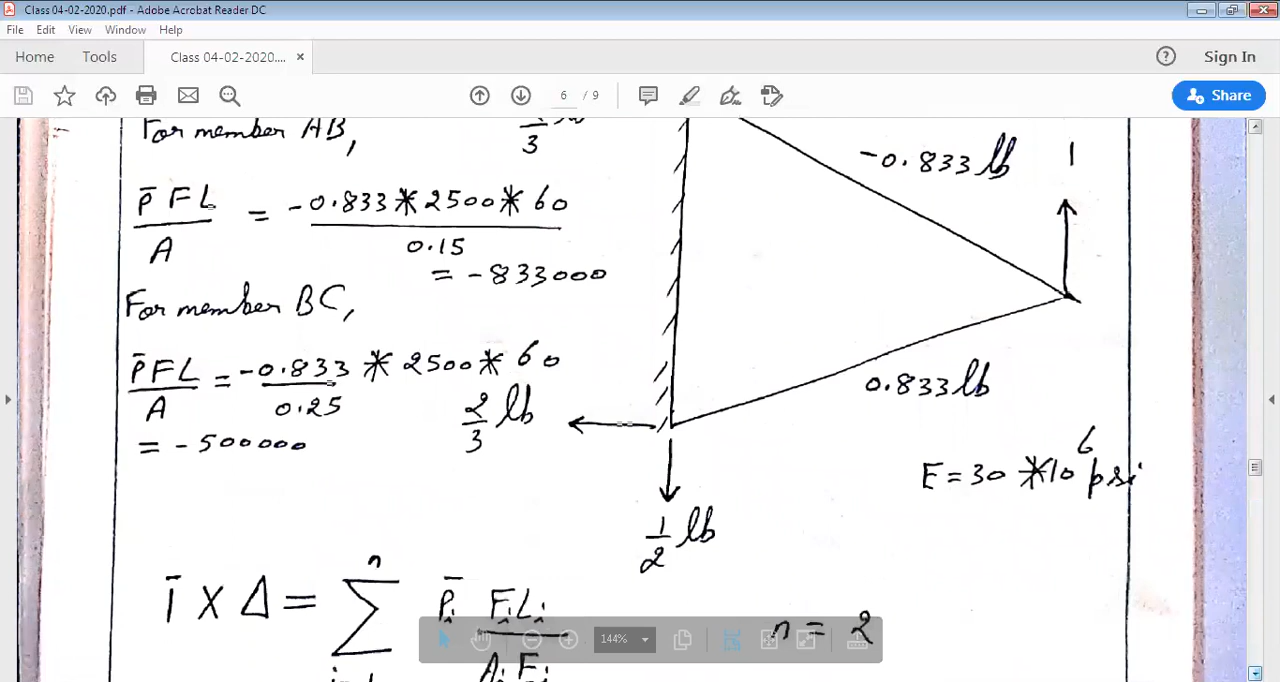 Class 04-02-2020.pdf - Adobe Acrobat Reader DC
File Edit View Window Help
Home Tools Class 04-02-2020.... × ? Sign In
6 / 9 Share
For member AB,
3
-0.833 lb
1
P̄FL / A = -0.833 * 2500 * 60 / 0.15
= -833000
For member BC,
P̄FL / A = -0.833 * 2500 * 60 / 0.25
= -500000
2/3 lb
0.833 lb
E = 30 * 10^6 psi
1/2 lb
n
1̄ x Δ = Σ P̄i FiLi / AiEi
n = 2
144%